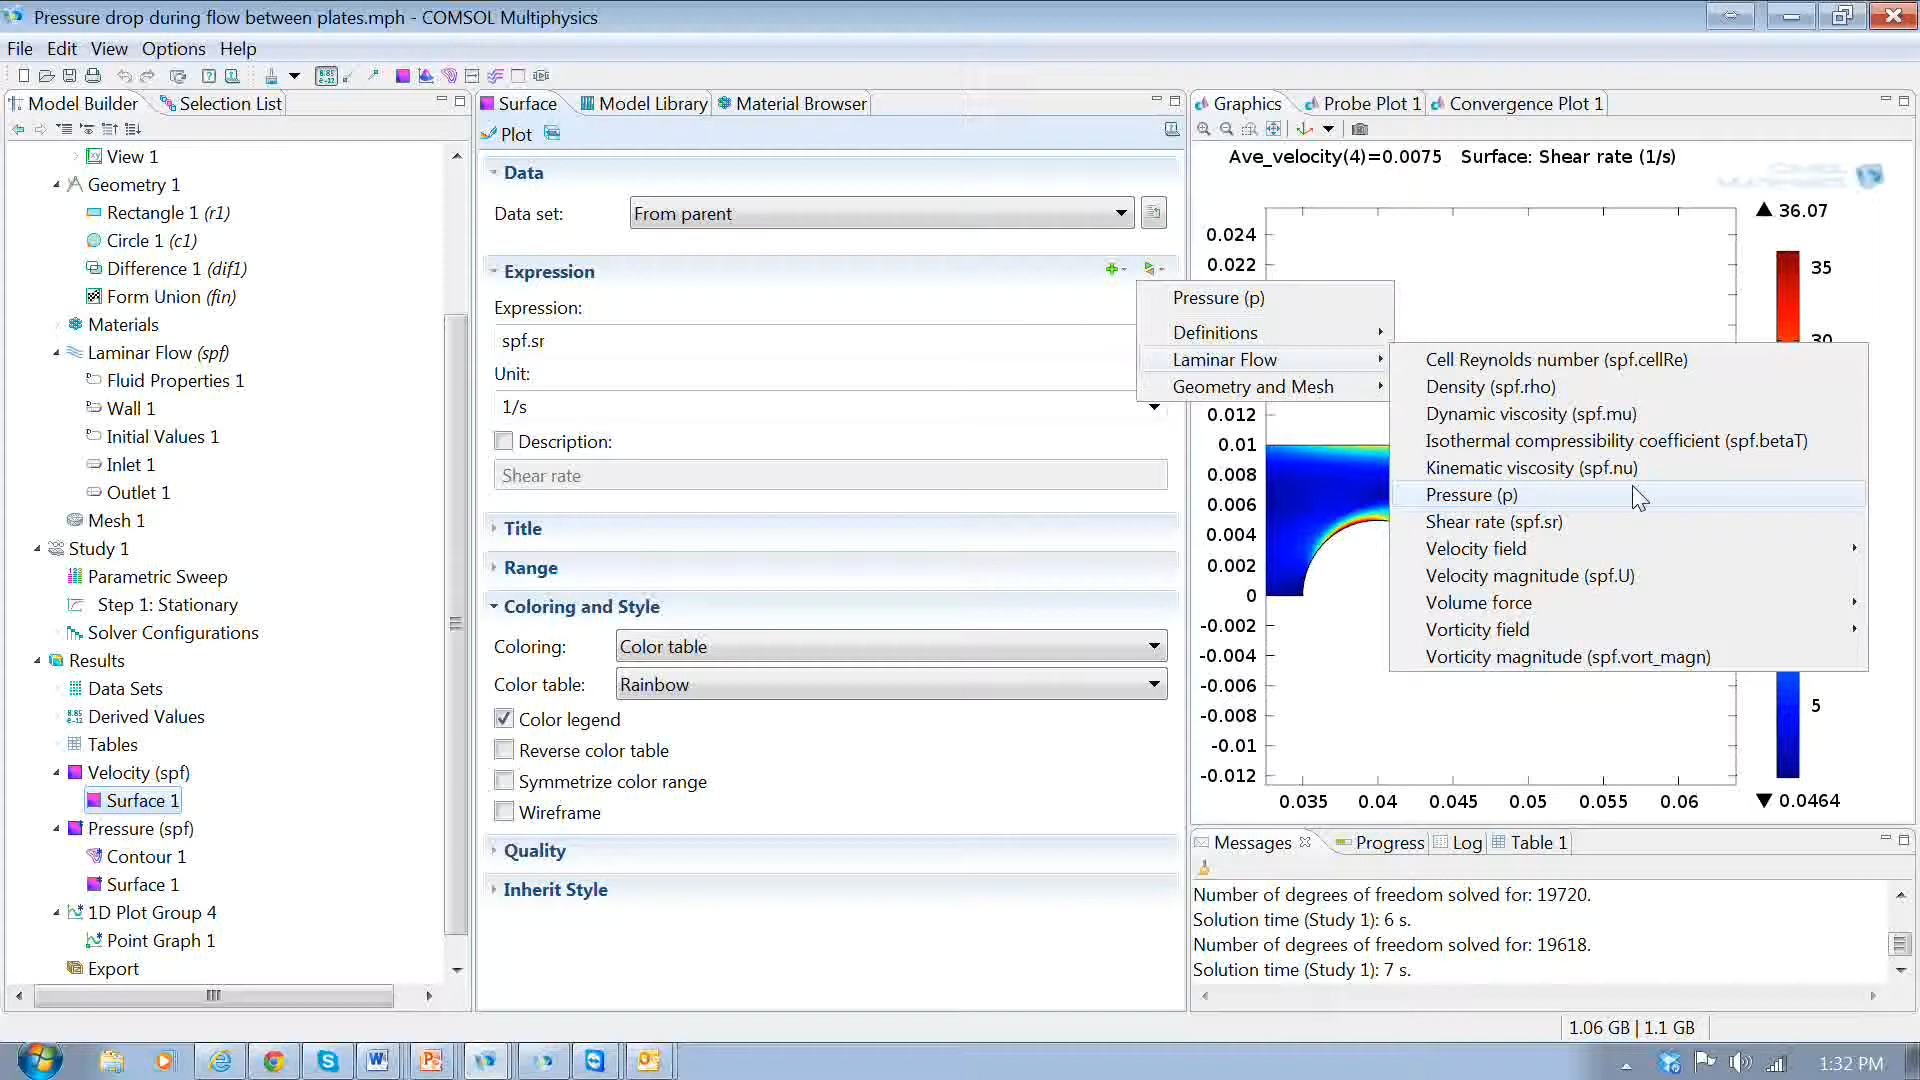 Pressure drop during flow between plates.mph - COMSOL Multiphysics
File Edit View Options Help
Model Builder Selection List
View 1
Geometry 1
Rectangle 1 (r1)
Circle 1 (c1)
Difference 1 (dif1)
Form Union (fin)
Materials
Laminar Flow (spf)
Fluid Properties 1
Wall 1
Initial Values 1
Inlet 1
Outlet 1
Mesh 1
Study 1
Parametric Sweep
Step 1: Stationary
Solver Configurations
Results
Data Sets
Derived Values
Tables
Velocity (spf)
Surface 1
Pressure (spf)
Contour 1
Surface 1
1D Plot Group 4
Point Graph 1
Export
Surface Model Library Material Browser
Plot
Data
Data set: From parent
Expression
Expression:
spf.sr
Unit:
1/s
Description:
Shear rate
Title
Range
Coloring and Style
Coloring: Color table
Color table: Rainbow
Color legend
Reverse color table
Symmetrize color range
Wireframe
Quality
Inherit Style
Pressure (p)
Definitions
Laminar Flow
Geometry and Mesh
Cell Reynolds number (spf.cellRe)
Density (spf.rho)
Dynamic viscosity (spf.mu)
Isothermal compressibility coefficient (spf.betaT)
Kinematic viscosity (spf.nu)
Pressure (p)
Shear rate (spf.sr)
Velocity field
Velocity magnitude (spf.U)
Volume force
Vorticity field
Vorticity magnitude (spf.vort_magn)
Graphics Probe Plot 1 Convergence Plot 1
Ave_velocity(4)=0.0075 Surface: Shear rate (1/s)
COMSOL
MULTIPHYSICS
36.07
35
30
5
0.0464
0.024
0.022
0.012
0.01
0.008
0.006
0.004
0.002
0
-0.002
-0.004
-0.006
-0.008
-0.01
-0.012
0.035 0.04 0.045 0.05 0.055 0.06
Messages Progress Log Table 1
Number of degrees of freedom solved for: 19720.
Solution time (Study 1): 6 s.
Number of degrees of freedom solved for: 19618.
Solution time (Study 1): 7 s.
1.06 GB | 1.1 GB
1:32 PM